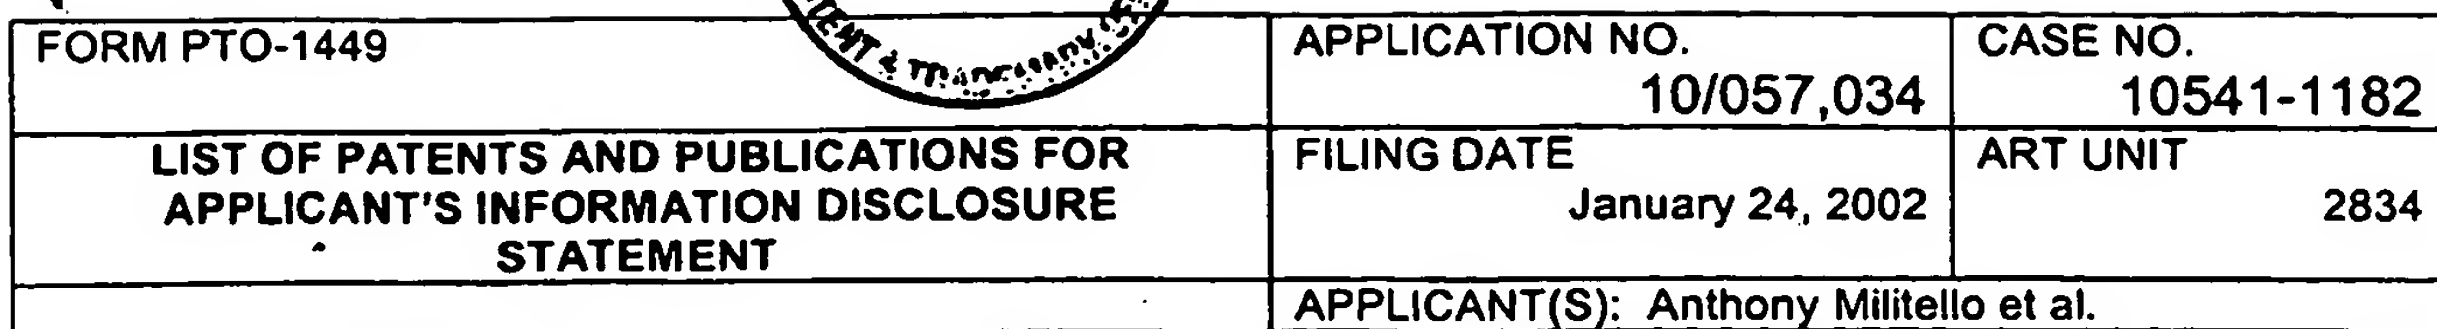 FORM PTO-1449
APPLICATION NO.
10/057,034
CASE NO.
10541-1182
LIST OF PATENTS AND PUBLICATIONS FOR
APPLICANT'S INFORMATION DISCLOSURE
STATEMENT
FILING DATE
January 24, 2002
ART UNIT
2834
APPLICANT(S): Anthony Militello et al.